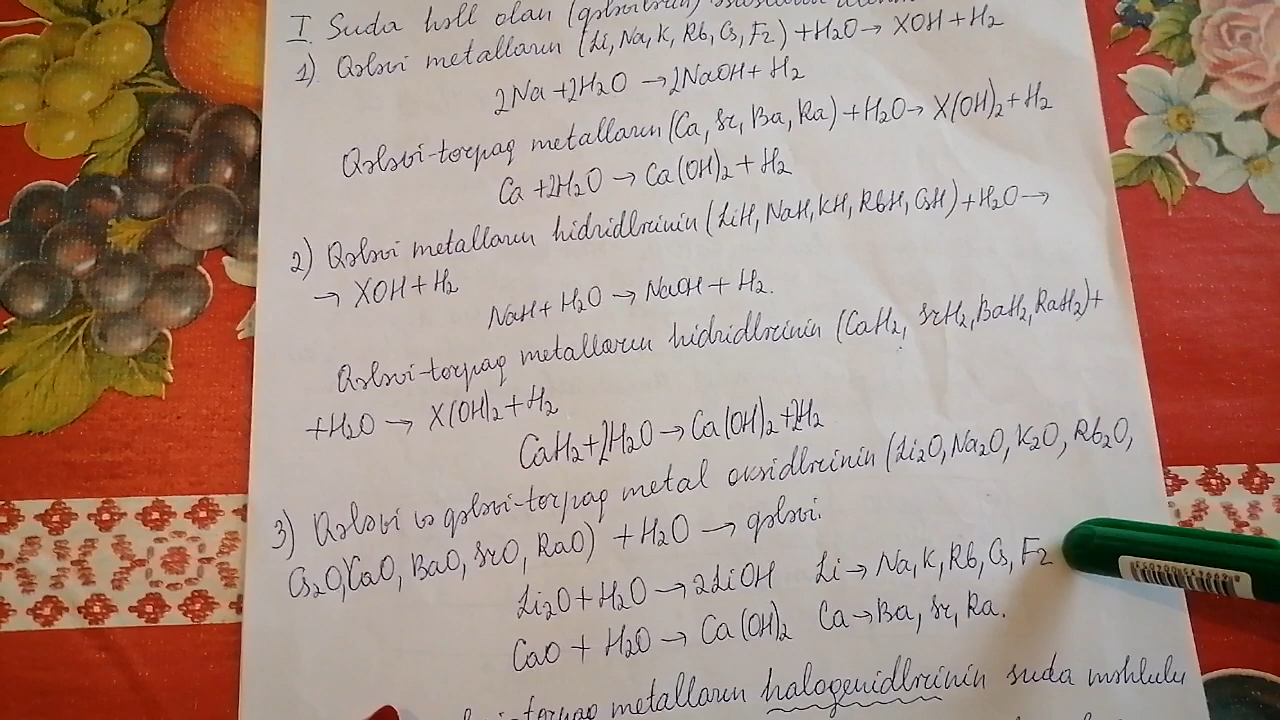 I. Suda həll olan (qələvilərin)
1) Qələvi metalların (Li, Na, K, Rb, Cs, Fr) + H₂O → XOH + H₂
2Na + 2H₂O → 2NaOH + H₂
Qələvi-torpaq metalların (Ca, Sr, Ba, Ra) + H₂O → X(OH)₂ + H₂
Ca + 2H₂O → Ca(OH)₂ + H₂
2) Qələvi metalların hidridlərinin (LiH, NaH, KH, RbH, CsH) + H₂O →
→ XOH + H₂
NaH + H₂O → NaOH + H₂.
Qələvi-torpaq metalların hidridlərinin (CaH₂, SrH₂, BaH₂, RaH₂) +
+ H₂O → X(OH)₂ + H₂
CaH₂ + 2H₂O → Ca(OH)₂ + 2H₂
3) Qələvi və qələvi-torpaq metal oksidlərinin (Li₂O, Na₂O, K₂O, Rb₂O,
Cs₂O, CaO, BaO, SrO, RaO) + H₂O → qələvi.
Li₂O + H₂O → 2LiOH Li → Na, K, Rb, Cs, Fr
CaO + H₂O → Ca(OH)₂ Ca → Ba, Sr, Ra.
metalların halogenidlərinin suda məhlulu